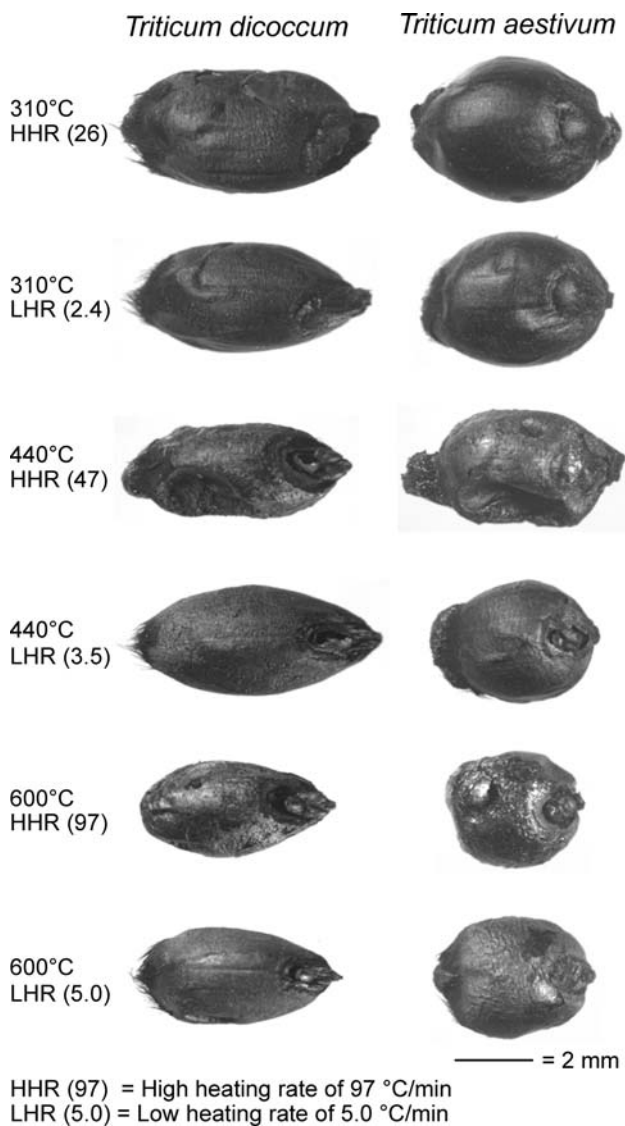 Triticum dicoccum Triticum aestivum
310°C
HHR (26)
310°C
LHR (2.4)
440°C
HHR (47)
440°C
LHR (3.5)
600°C
HHR (97)
600°C
LHR (5.0)
= 2 mm
HHR (97) = High heating rate of 97 °C/min
LHR (5.0) = Low heating rate of 5.0 °C/min